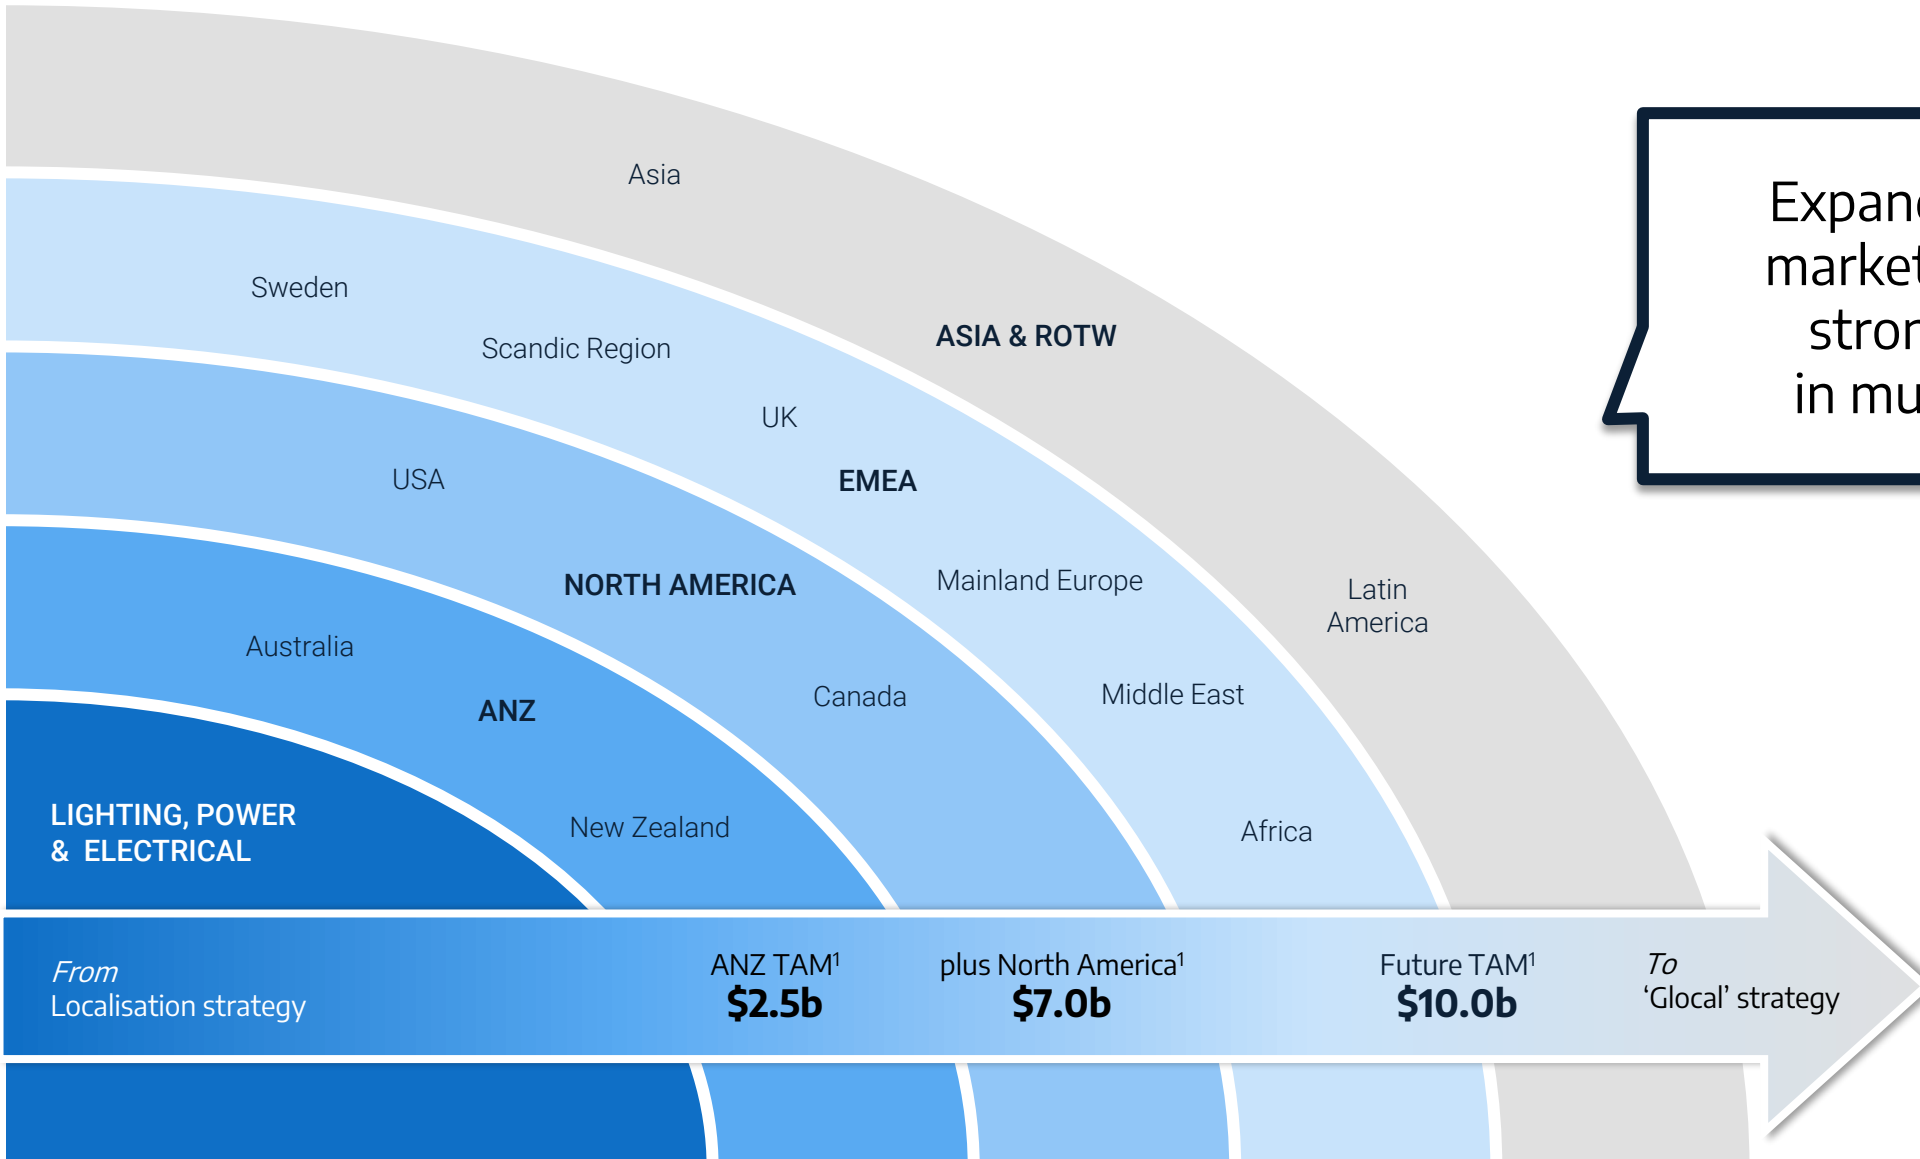 Asia
Sweden
Scandic Region
UK
EMEA
ASIA & ROTW
USA
NORTH AMERICA
Mainland Europe
Latin
America
Australia
ANZ
Canada
Middle East
LIGHTING, POWER
& ELECTRICAL
New Zealand
Africa
From
Localisation strategy
ANZ TAM¹
$2.5b
plus North America¹
$7.0b
Future TAM¹
$10.0b
To
‘Glocal’ strategy
in